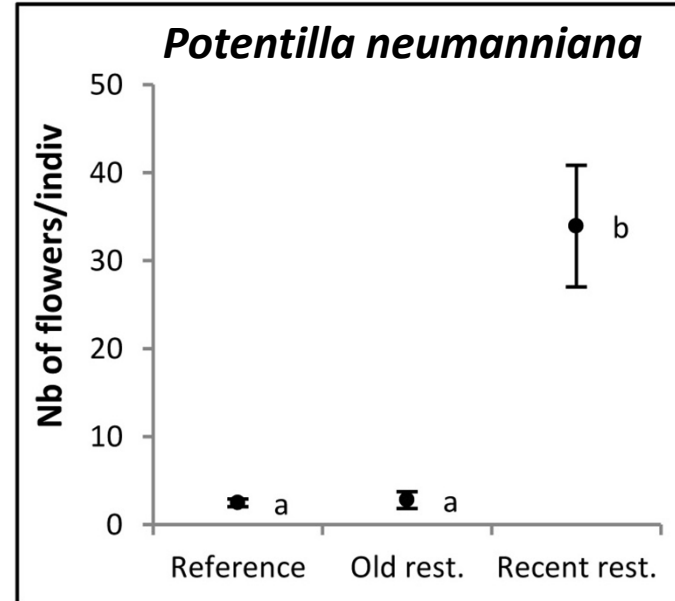 Potentilla neumanniana
Nb of flowers/indiv
50
40
30
20
10
0
b
a
a
Reference Old rest. Recent rest.